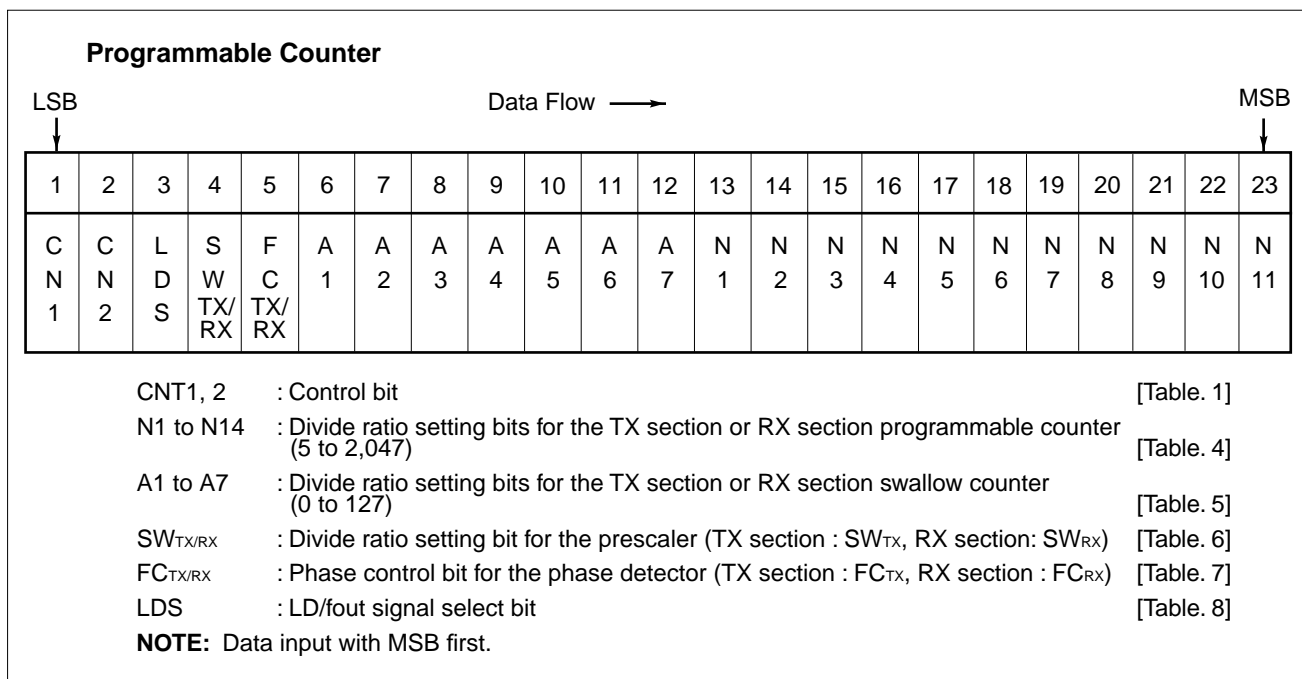 Programmable Counter
LSB Data Flow MSB
1 2 3 4 5 6 7 8 9 10 11 12 13 14 15 16 17 18 19 20 21 22 23
C C L S F A A A A A A A N N N N N N N N N N N
N N D W C 1 2 3 4 5 6 7 1 2 3 4 5 6 7 8 9 10 11
1 2 S TX/ TX/
RX RX
CNT1, 2 : Control bit [Table. 1]
N1 to N14 : Divide ratio setting bits for the TX section or RX section programmable counter
(5 to 2,047) [Table. 4]
A1 to A7 : Divide ratio setting bits for the TX section or RX section swallow counter
(0 to 127) [Table. 5]
SWTX/RX : Divide ratio setting bit for the prescaler (TX section : SWTX, RX section: SWRX) [Table. 6]
FCTX/RX : Phase control bit for the phase detector (TX section : FCTX, RX section : FCRX) [Table. 7]
LDS : LD/fout signal select bit [Table. 8]
NOTE: Data input with MSB first.